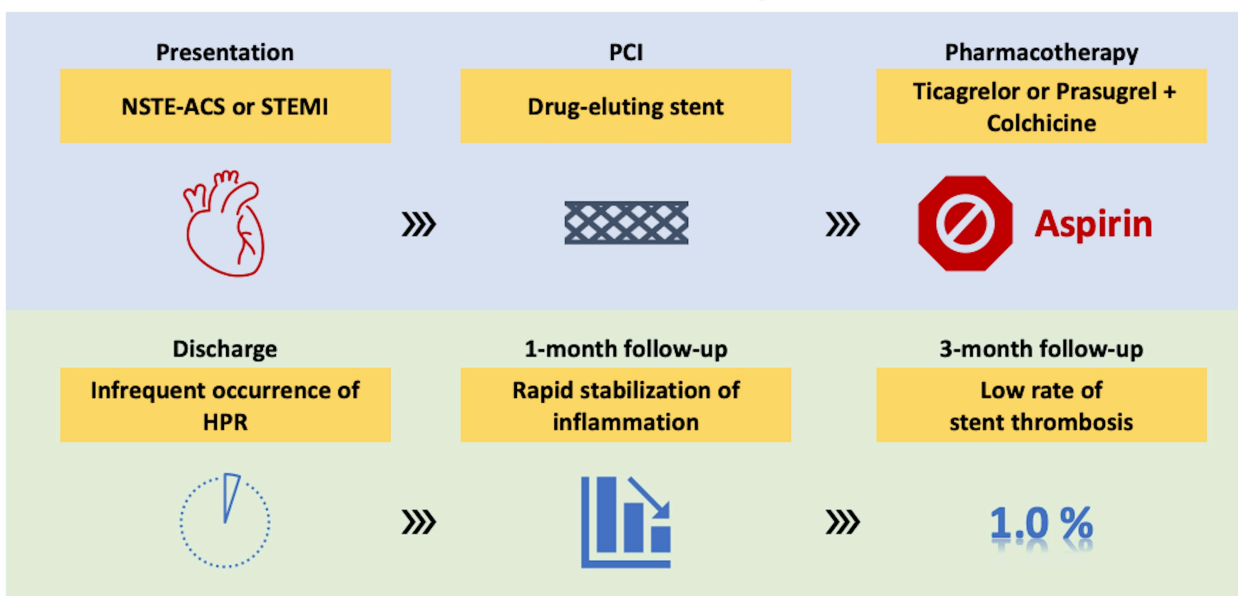 Presentation
NSTE-ACS or STEMI
PCI
Drug-eluting stent
Pharmacotherapy
Ticagrelor or Prasugrel +
Colchicine
Aspirin
Discharge
Infrequent occurrence of
HPR
1-month follow-up
Rapid stabilization of
inflammation
3-month follow-up
Low rate of
stent thrombosis
1.0 %